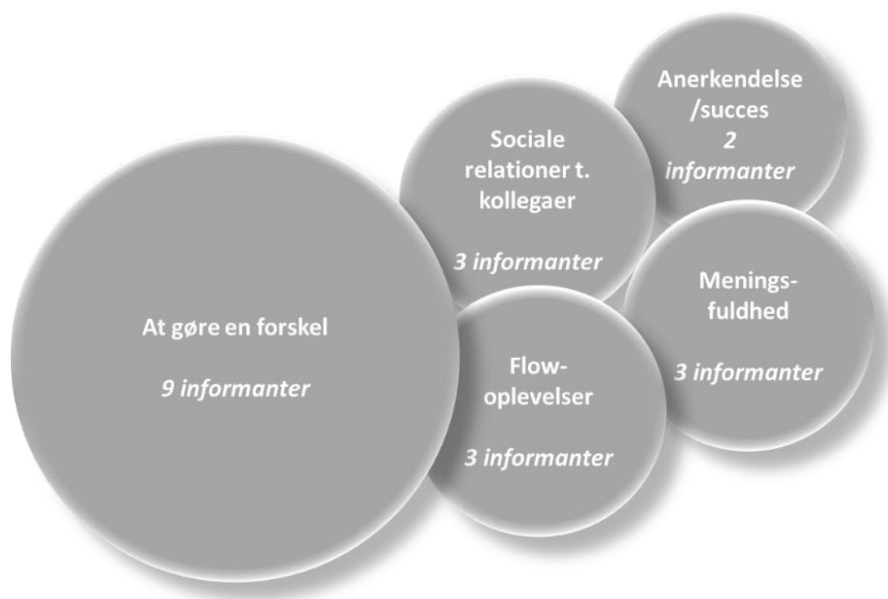 At gøre en forskel
9 informanter
Sociale
relationer t.
kollegaer
3 informanter
Anerkendelse
/succes
2
informanter
Flow-
oplevelser
3 informanter
Menings-
fuldhed
3 informanter